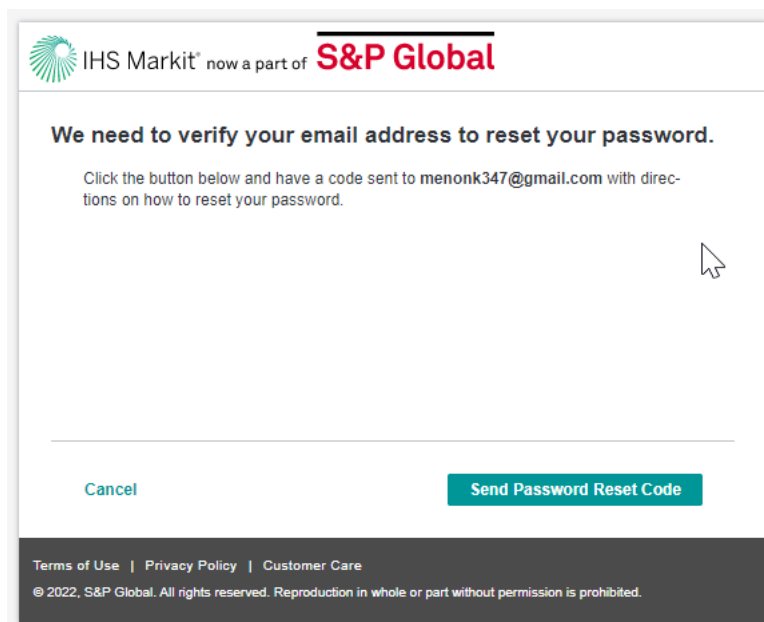 IHS Markit® now a part of S&P Global
We need to verify your email address to reset your password.
Click the button below and have a code sent to menonk347@gmail.com with direc-
tions on how to reset your password.
Cancel
Send Password Reset Code
Terms of Use | Privacy Policy | Customer Care
© 2022, S&P Global. All rights reserved. Reproduction in whole or part without permission is prohibited.